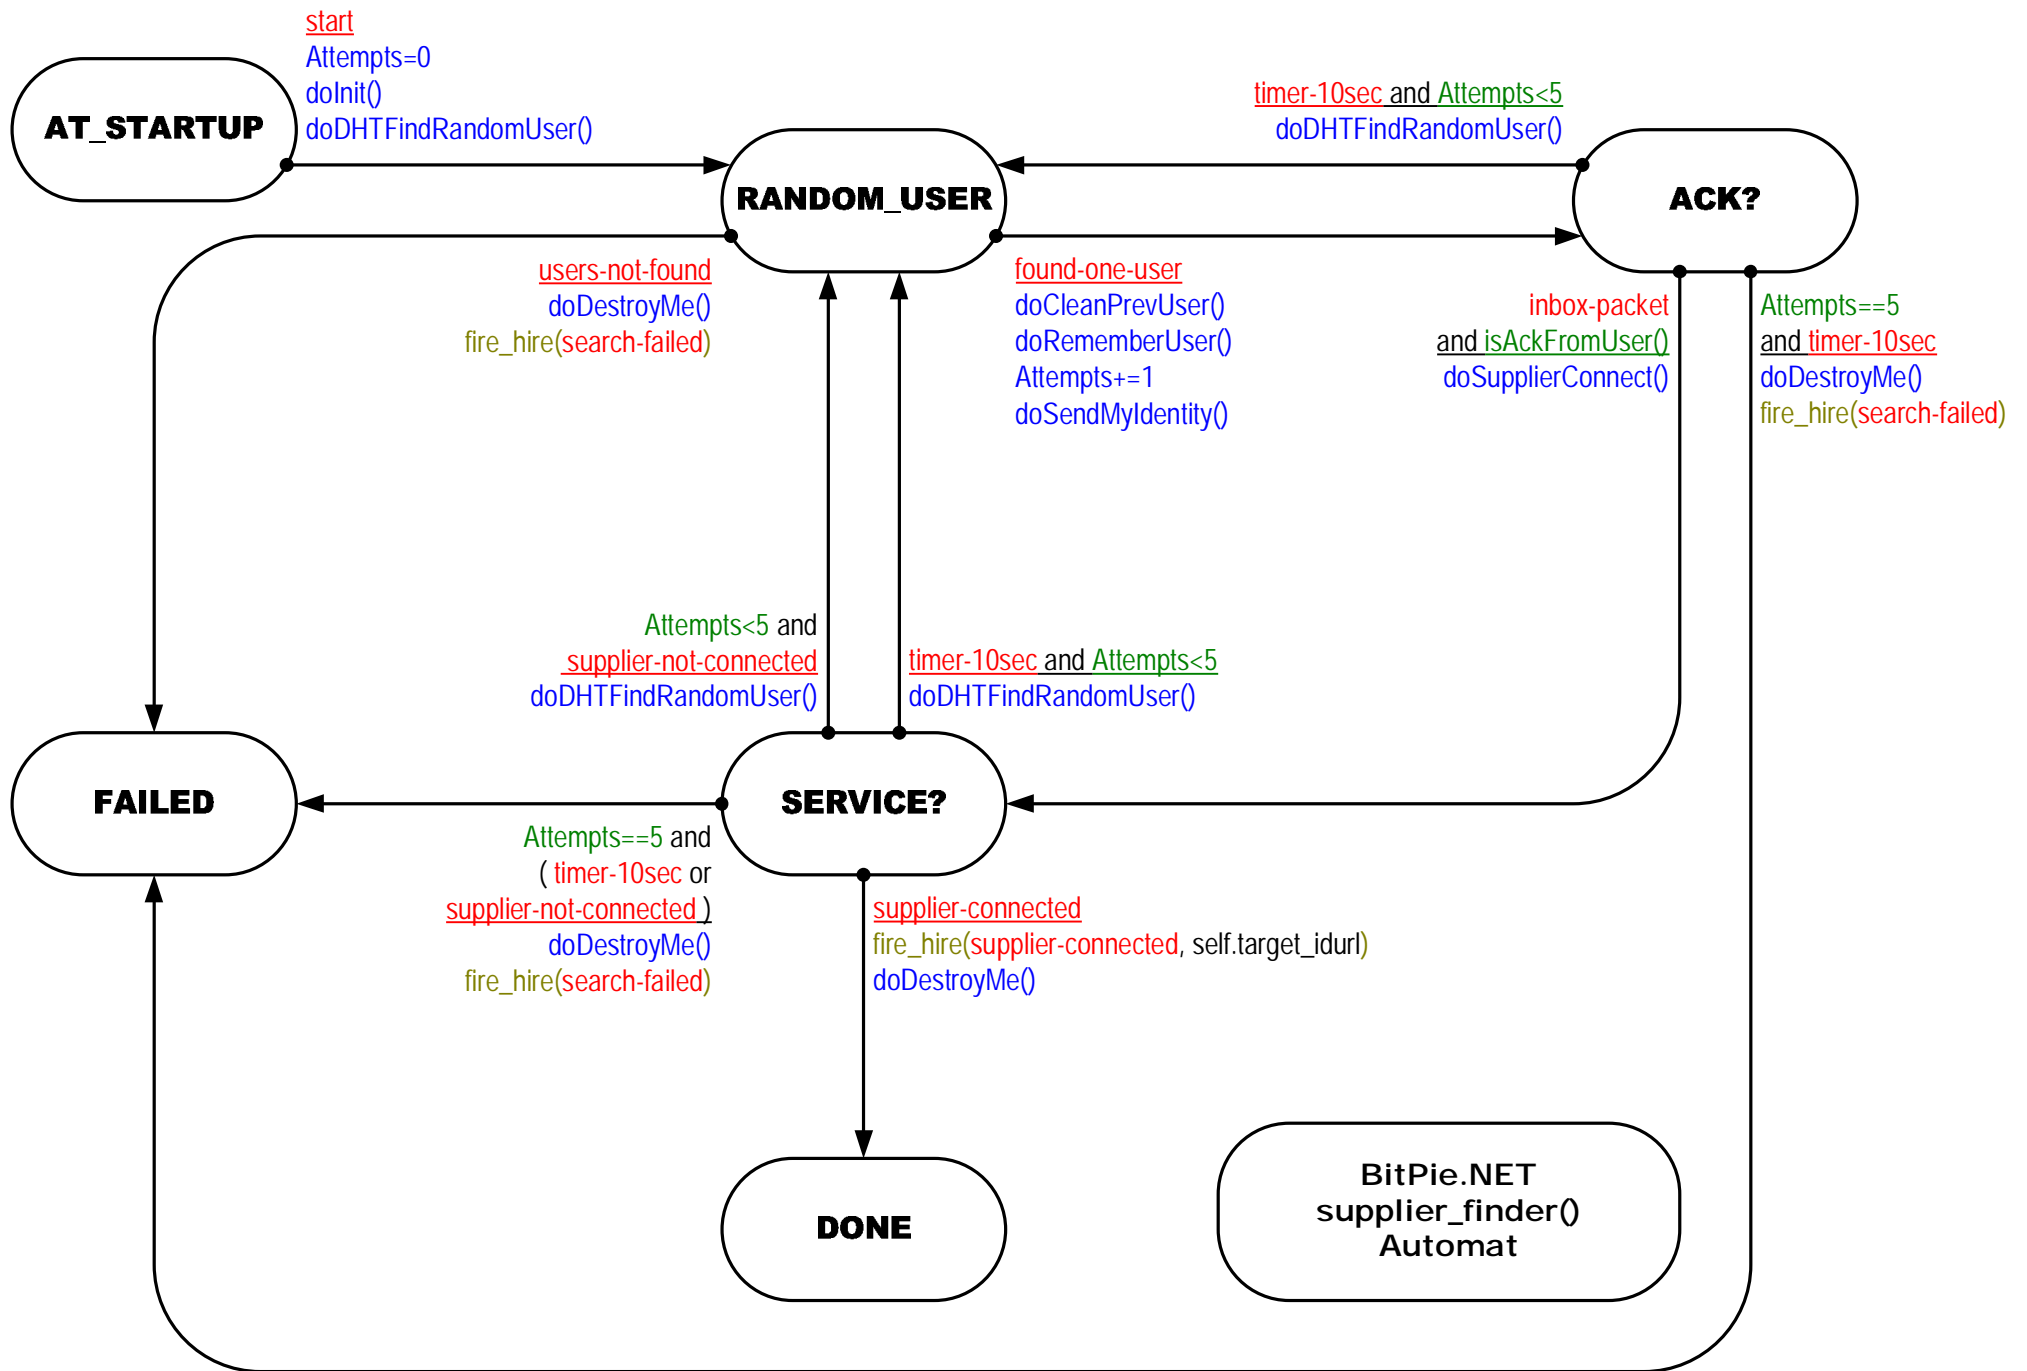 start
Attempts=0
doInit()
doDHTFindRandomUser()
AT_STARTUP
timer-10sec and Attempts<5
doDHTFindRandomUser()
RANDOM_USER
ACK?
users-not-found
doDestroyMe()
fire_hire(search-failed)
found-one-user
doCleanPrevUser()
doRememberUser()
Attempts+=1
doSendMyIdentity()
inbox-packet
and isAckFromUser()
doSupplierConnect()
Attempts==5
and timer-10sec
doDestroyMe()
fire_hire(search-failed)
Attempts<5 and
supplier-not-connected
doDHTFindRandomUser()
timer-10sec and Attempts<5
doDHTFindRandomUser()
FAILED
SERVICE?
Attempts==5 and
( timer-10sec or
supplier-not-connected )
doDestroyMe()
fire_hire(search-failed)
supplier-connected
fire_hire(supplier-connected, self.target_idurl)
doDestroyMe()
DONE
BitPie.NET
supplier_finder()
Automat